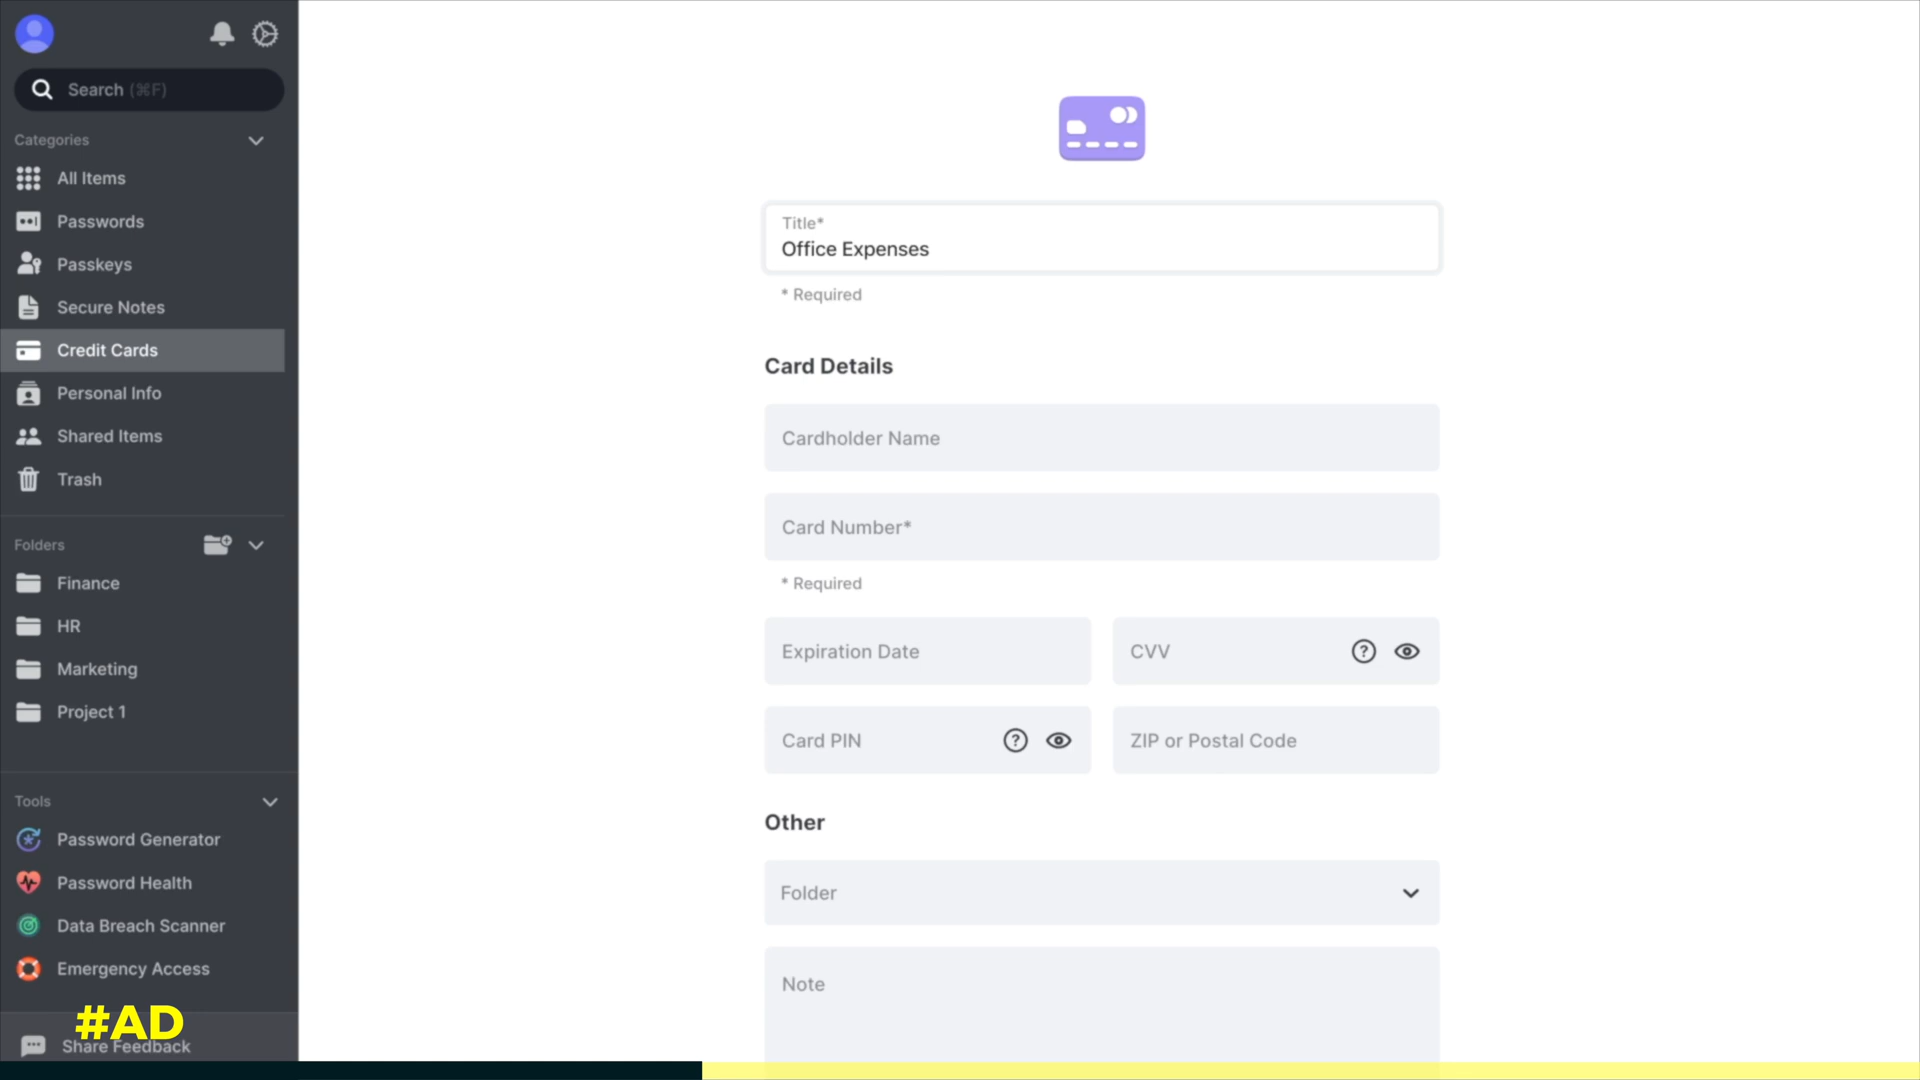 Search (⌘F)
Categories
All Items
Passwords
Passkeys
Secure Notes
Credit Cards
Personal Info
Shared Items
Trash
Folders
Finance
HR
Marketing
Project 1
Tools
Password Generator
Password Health
Data Breach Scanner
Emergency Access
#AD
Share Feedback
Title*
Office Expenses
* Required
Card Details
Cardholder Name
Card Number*
* Required
Expiration Date
CVV
Card PIN
ZIP or Postal Code
Other
Folder
Note